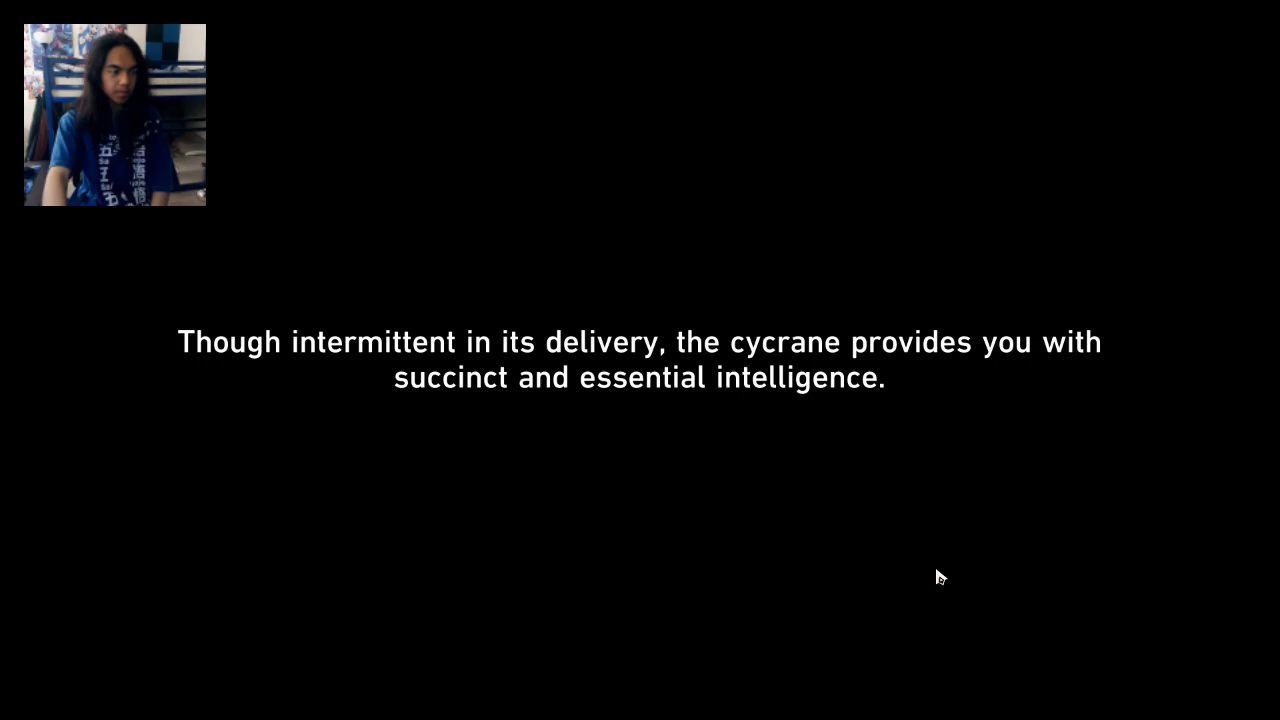 Though intermittent in its delivery, the cycrane provides you with
succinct and essential intelligence.